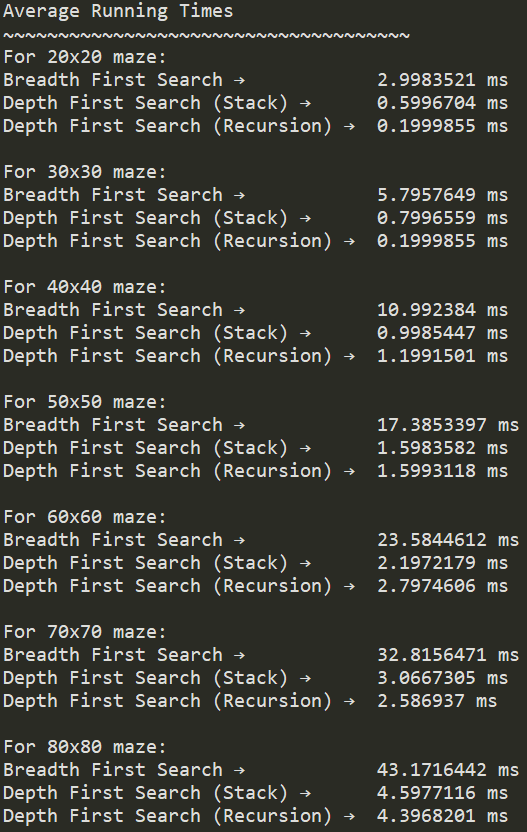 Average Running Times
~~~~~~~~~~~~~~~~~~~~~~~~~~~~~~~~~~~~~
For 20x20 maze:
Breadth First Search → 2.9983521 ms
Depth First Search (Stack) → 0.5996704 ms
Depth First Search (Recursion) → 0.1999855 ms
For 30x30 maze:
Breadth First Search → 5.7957649 ms
Depth First Search (Stack) → 0.7996559 ms
Depth First Search (Recursion) → 0.1999855 ms
For 40x40 maze:
Breadth First Search → 10.992384 ms
Depth First Search (Stack) → 0.9985447 ms
Depth First Search (Recursion) → 1.1991501 ms
For 50x50 maze:
Breadth First Search → 17.3853397 ms
Depth First Search (Stack) → 1.5983582 ms
Depth First Search (Recursion) → 1.5993118 ms
For 60x60 maze:
Breadth First Search → 23.5844612 ms
Depth First Search (Stack) → 2.1972179 ms
Depth First Search (Recursion) → 2.7974606 ms
For 70x70 maze:
Breadth First Search → 32.8156471 ms
Depth First Search (Stack) → 3.0667305 ms
Depth First Search (Recursion) → 2.586937 ms
For 80x80 maze:
Breadth First Search → 43.1716442 ms
Depth First Search (Stack) → 4.5977116 ms
Depth First Search (Recursion) → 4.3968201 ms